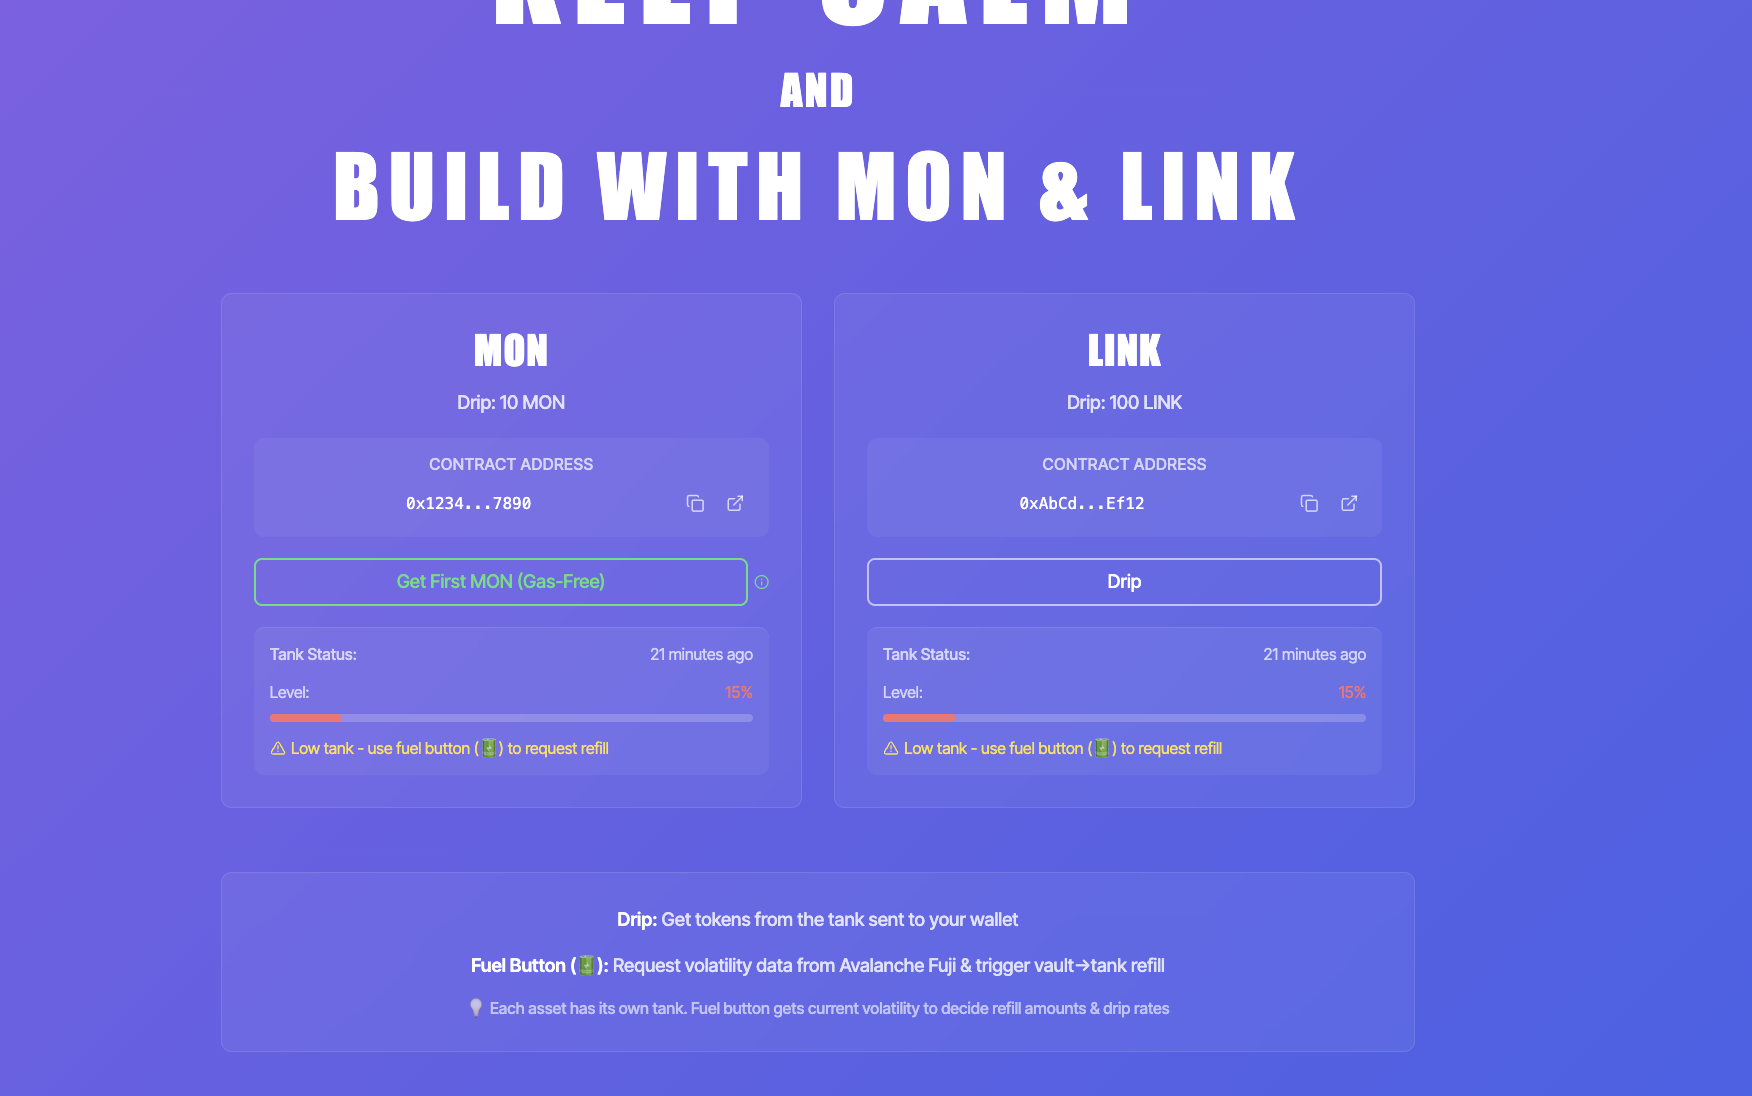 KEEP CALM
AND
BUILD WITH MON & LINK
MON
Drip: 10 MON
CONTRACT ADDRESS
0x1234...7890
Get First MON (Gas-Free)
Tank Status: 21 minutes ago
Level: 15%
Low tank - use fuel button (🛢️) to request refill
LINK
Drip: 100 LINK
CONTRACT ADDRESS
0xAbCd...Ef12
Drip
Tank Status: 21 minutes ago
Level: 15%
Low tank - use fuel button (🛢️) to request refill
Drip: Get tokens from the tank sent to your wallet
Fuel Button (🛢️): Request volatility data from Avalanche Fuji & trigger vault→tank refill
💡 Each asset has its own tank. Fuel button gets current volatility to decide refill amounts & drip rates